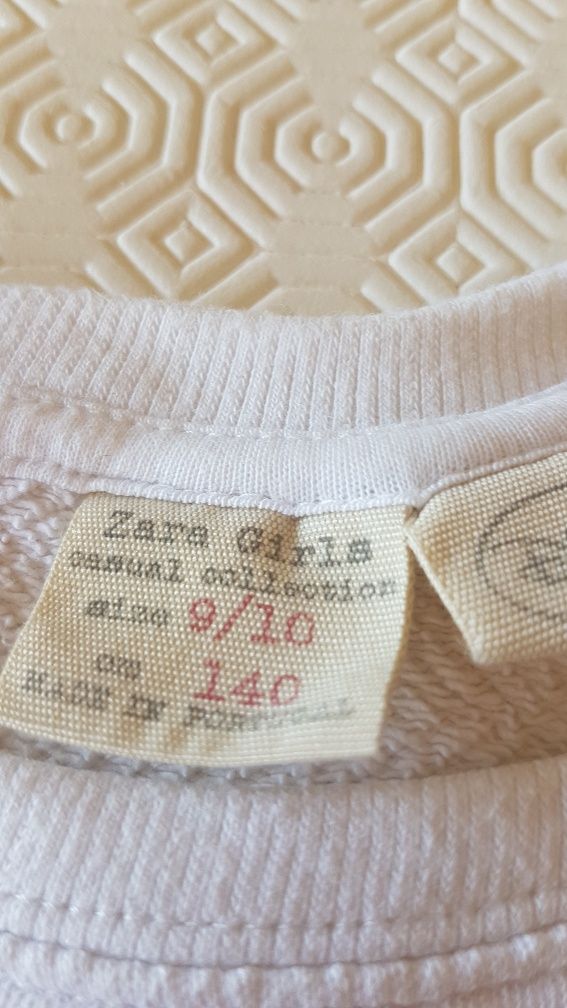 Zara Girls
casual collection
size 9/10
cm 140
MADE IN PORTUGAL